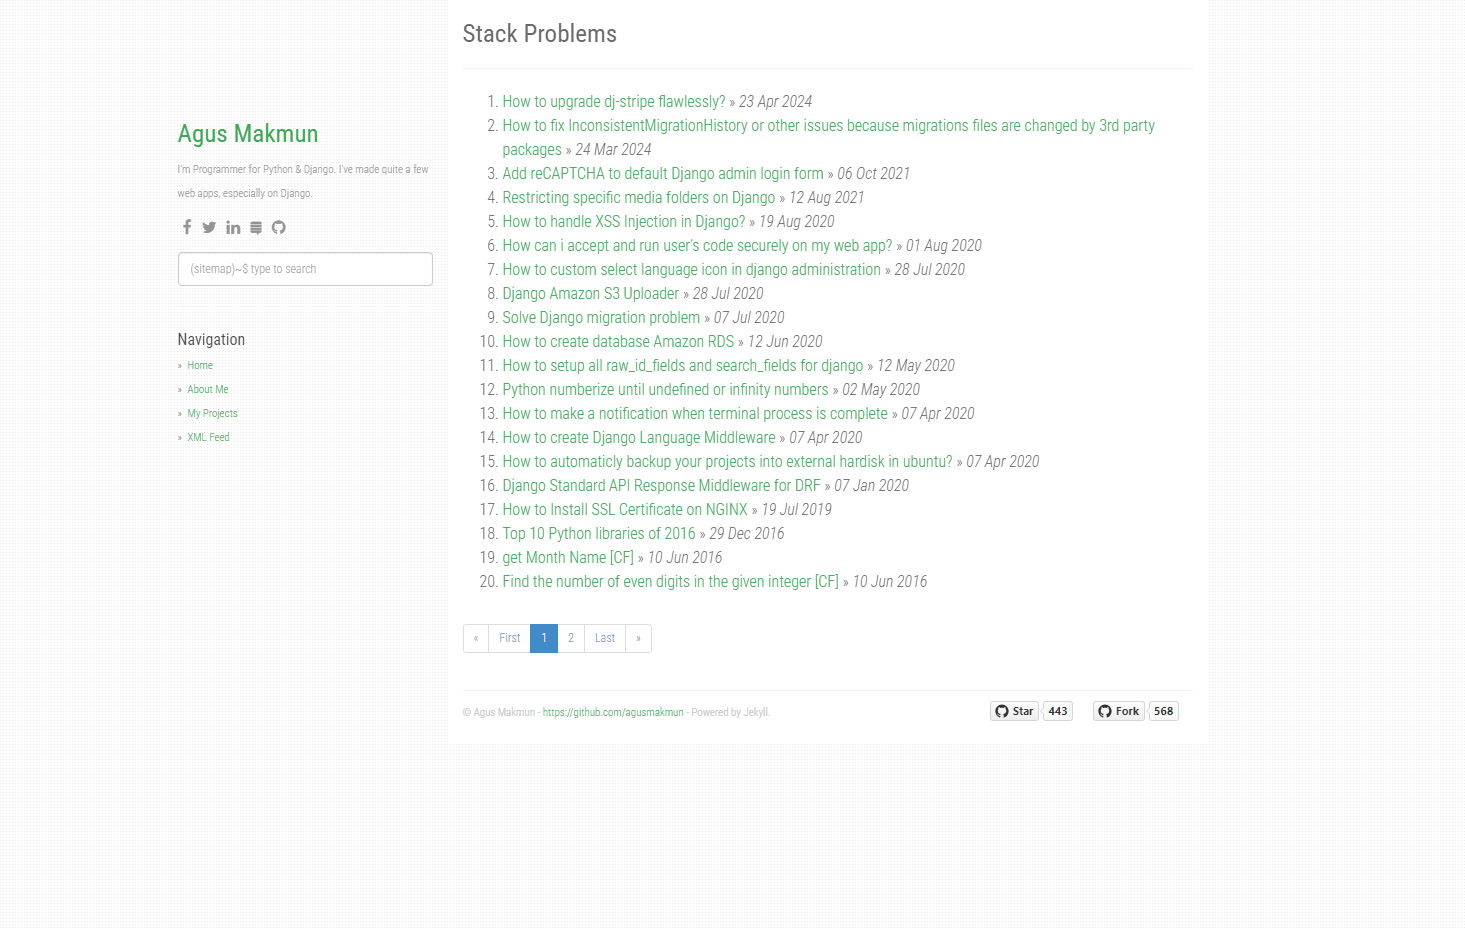 Stack Problems
Agus Makmun
I'm Programmer for Python & Django. I've made quite a few
web apps, especially on Django.
(sitemap)~$ type to search
Navigation
» Home
» About Me
» My Projects
» XML Feed
1. How to upgrade dj-stripe flawlessly? » 23 Apr 2024
2. How to fix InconsistentMigrationHistory or other issues because migrations files are changed by 3rd party
packages » 24 Mar 2024
3. Add reCAPTCHA to default Django admin login form » 06 Oct 2021
4. Restricting specific media folders on Django » 12 Aug 2021
5. How to handle XSS Injection in Django? » 19 Aug 2020
6. How can i accept and run user's code securely on my web app? » 01 Aug 2020
7. How to custom select language icon in django administration » 28 Jul 2020
8. Django Amazon S3 Uploader » 28 Jul 2020
9. Solve Django migration problem » 07 Jul 2020
10. How to create database Amazon RDS » 12 Jun 2020
11. How to setup all raw_id_fields and search_fields for django » 12 May 2020
12. Python numberize until undefined or infinity numbers » 02 May 2020
13. How to make a notification when terminal process is complete » 07 Apr 2020
14. How to create Django Language Middleware » 07 Apr 2020
15. How to automaticly backup your projects into external hardisk in ubuntu? » 07 Apr 2020
16. Django Standard API Response Middleware for DRF » 07 Jan 2020
17. How to Install SSL Certificate on NGINX » 19 Jul 2019
18. Top 10 Python libraries of 2016 » 29 Dec 2016
19. get Month Name [CF] » 10 Jun 2016
20. Find the number of even digits in the given integer [CF] » 10 Jun 2016
« First 1 2 Last »
© Agus Makmun - https://github.com/agusmakmun - Powered by Jekyll.
Star 443 Fork 568